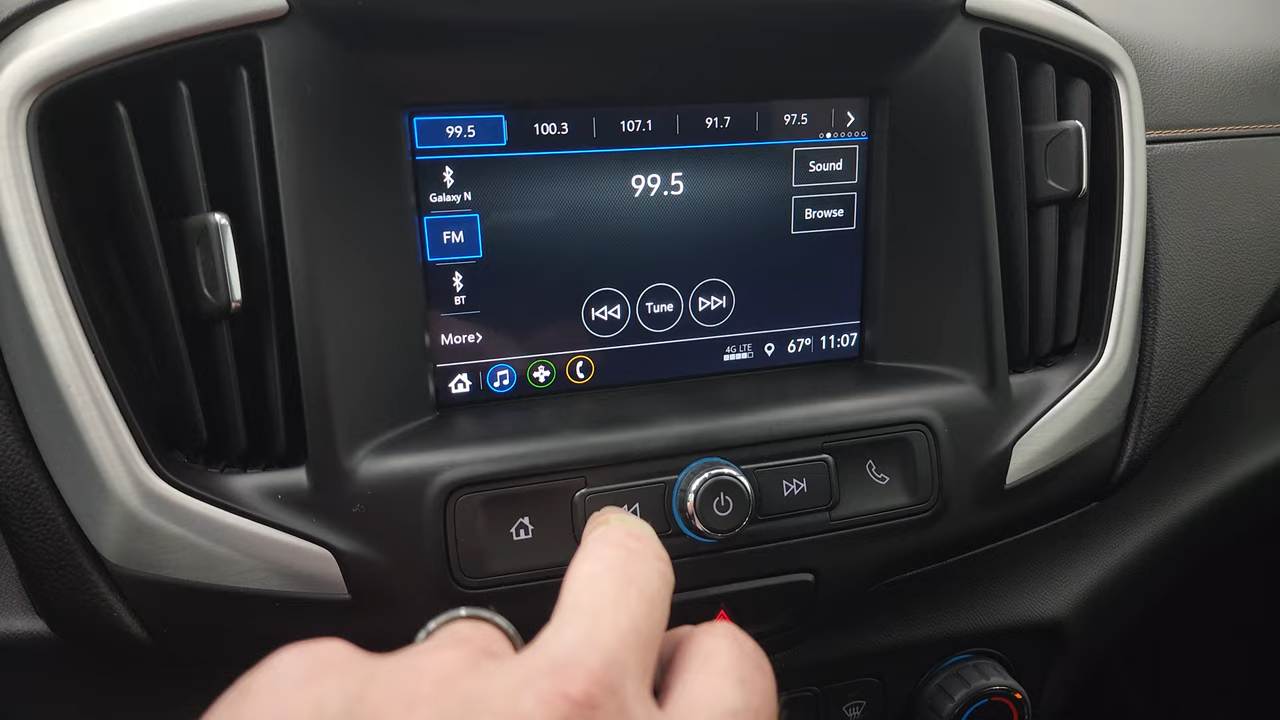 99.5
100.3
107.1
91.7
97.5
Galaxy N
99.5
Sound
FM
Browse
BT
Tune
More
4G LTE
67°
11:07